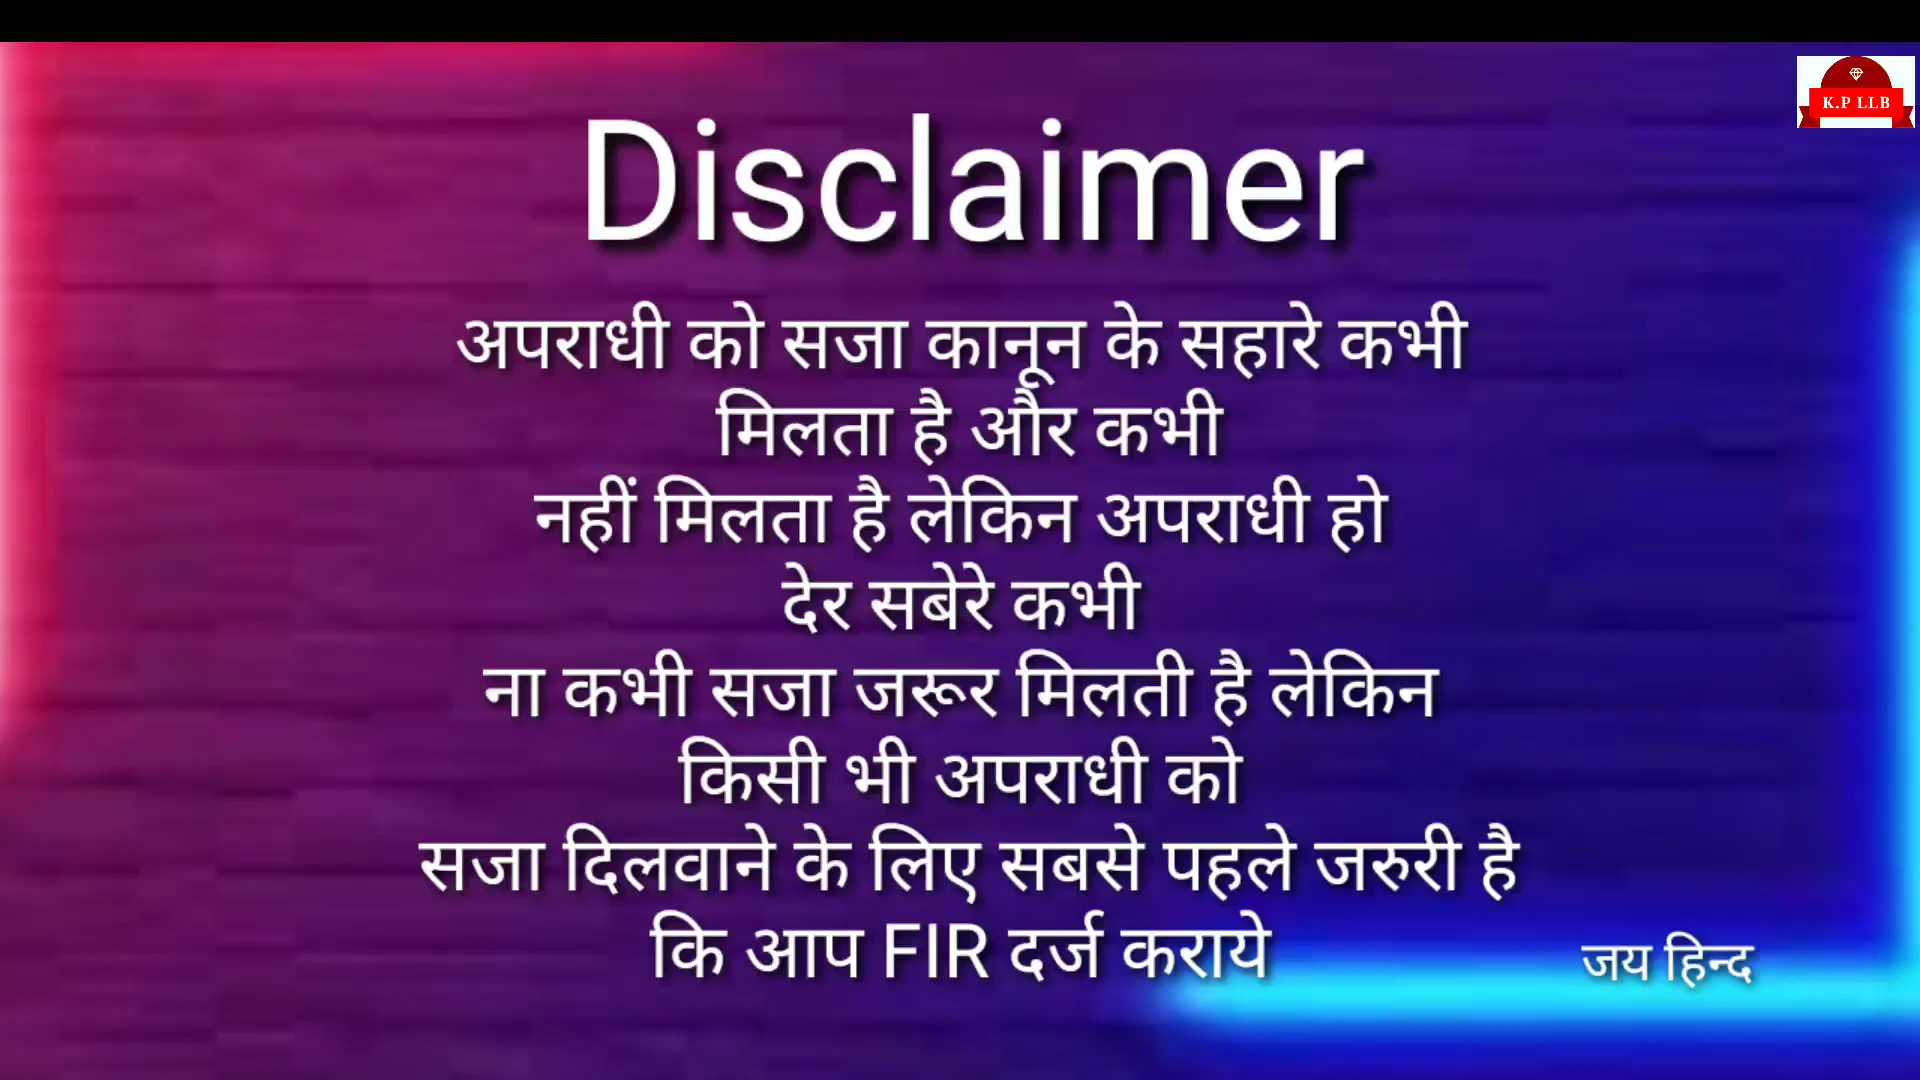 K.P LLB
Disclaimer
अपराधी को सजा कानून के सहारे कभी
मिलता है और कभी
नहीं मिलता है लेकिन अपराधी हो
देर सबेरे कभी
ना कभी सजा जरूर मिलती है लेकिन
किसी भी अपराधी को
सजा दिलवाने के लिए सबसे पहले जरुरी है
कि आप FIR दर्ज कराये
जय हिन्द